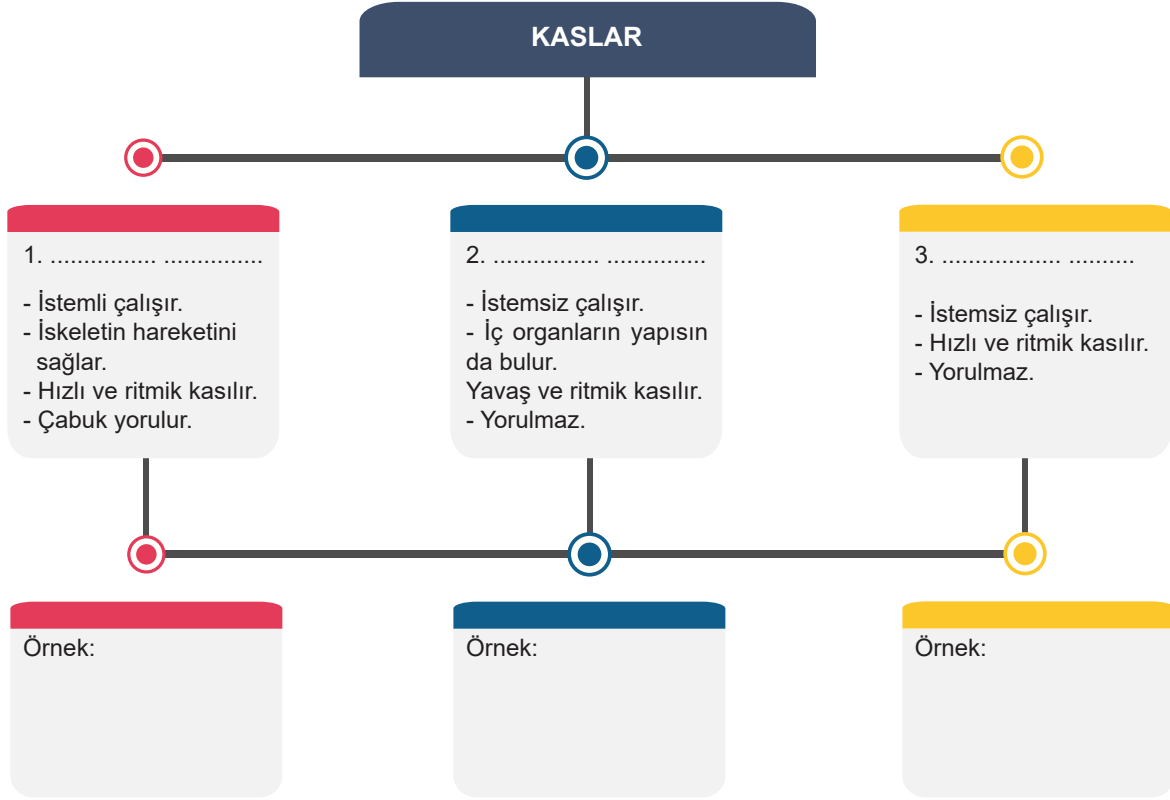 KASLAR
1. ................ ...............
- İstemli çalışır.
- İskeletin hareketini
sağlar.
- Hızlı ve ritmik kasılır.
- Çabuk yorulur.
2. ................ ...............
- İstemsiz çalışır.
- İç organların yapısın
da bulur.
Yavaş ve ritmik kasılır.
- Yorulmaz.
3. .................. ..........
- İstemsiz çalışır.
- Hızlı ve ritmik kasılır.
- Yorulmaz.
Örnek:
Örnek:
Örnek: